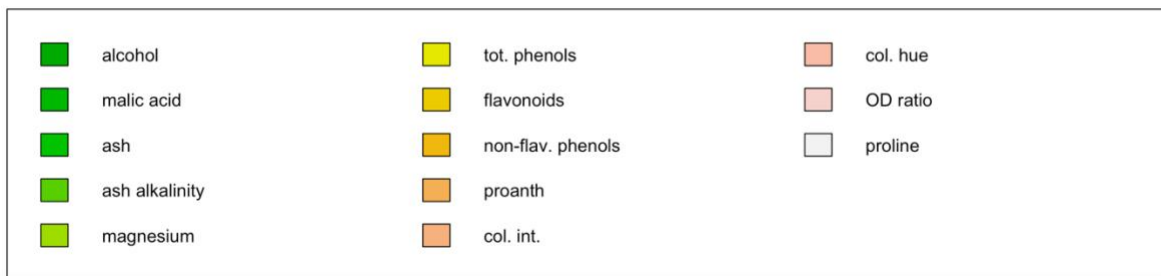 alcohol
malic acid
ash
ash alkalinity
magnesium
tot. phenols
flavonoids
non-flav. phenols
proanth
col. int.
col. hue
OD ratio
proline